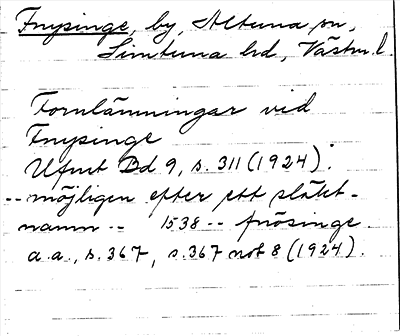 Frysinge, by, Altuna sn,
Simtuna hd, Västm.l.
Fornlämningar vid
Frysinge
Ufmt Bd 9, s. 311 (1924).
-- möjligen efter ett släkt-
namn -- 1538 -- frösinge.
a.a., s. 367, s. 367 not 8 (1924).